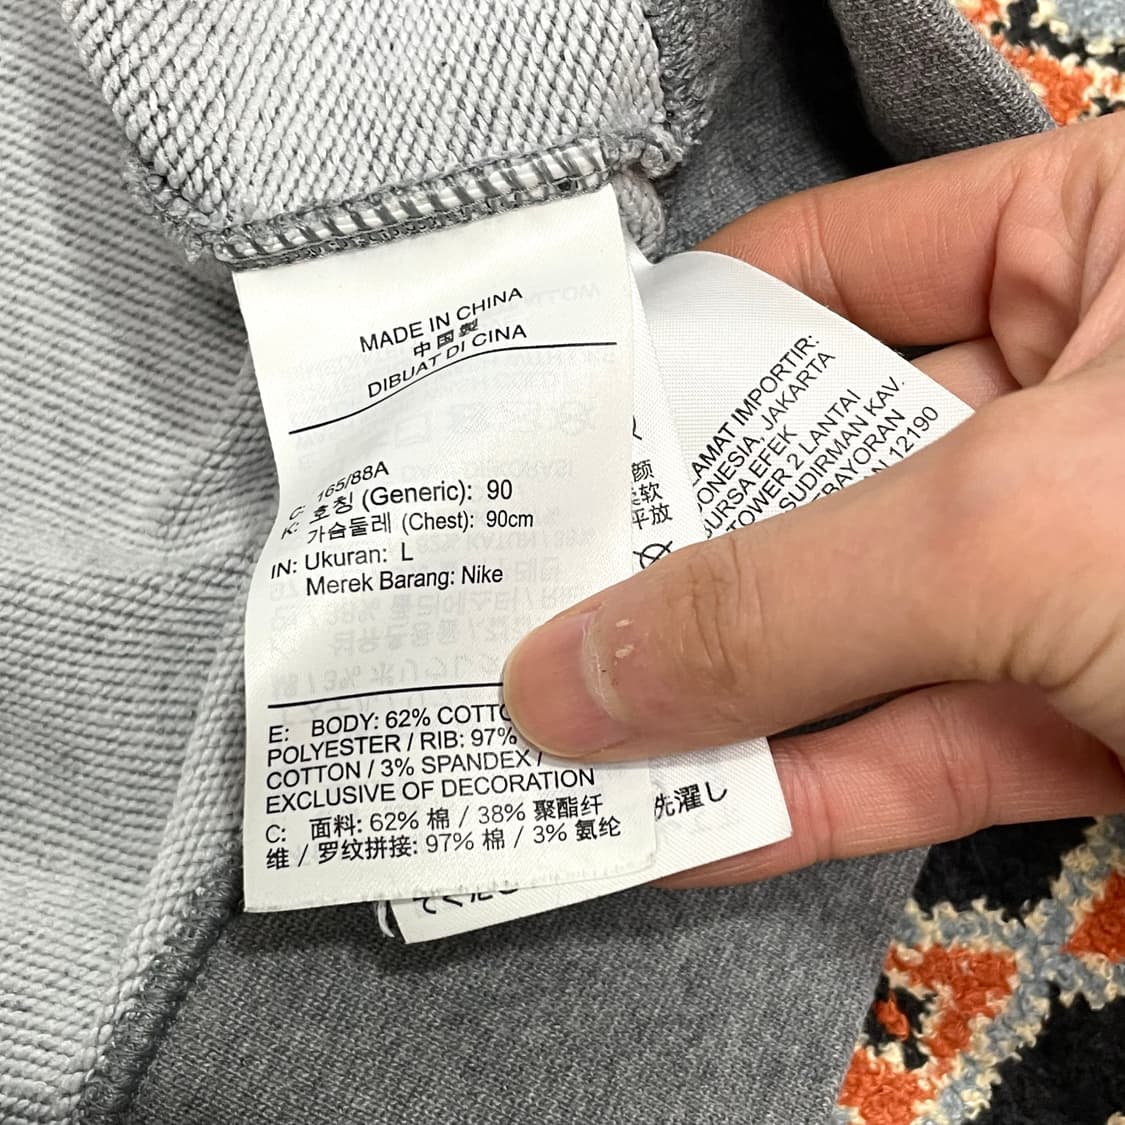 MADE IN CHINA
中国製
DIBUAT DI CINA
C: 165/88A
K: 호칭 (Generic): 90
가슴둘레 (Chest): 90cm
IN: Ukuran: L
Merek Barang: Nike
E: BODY: 62% COTTO
POLYESTER / RIB: 97%
COTTON / 3% SPANDEX /
EXCLUSIVE OF DECORATION
C: 面料: 62% 棉 / 38% 聚酯纤
维 / 罗纹拼接: 97% 棉 / 3% 氨纶
LAMAT IMPORTIR:
ONESIA, JAKARTA
BURSA EFEK
TOWER 2 LANTAI
SUDIRMAN KAV.
EBAYORAN
N 12190
颜
柔软
平放
洗濯し